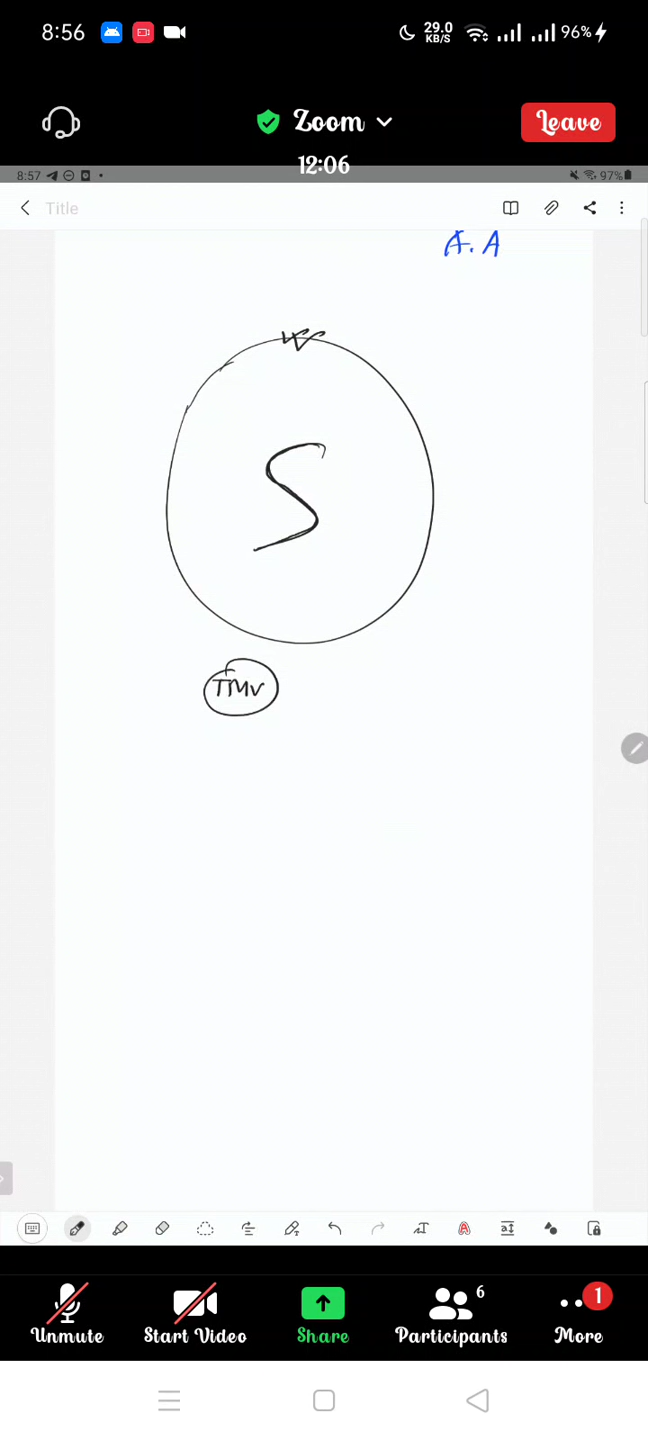 8:56 29.0 KB/S 96%
Zoom Leave
12:06
8:57 97%
Title
A. A
S
TMV
Unmute Start Video Share Participants 6 More 1